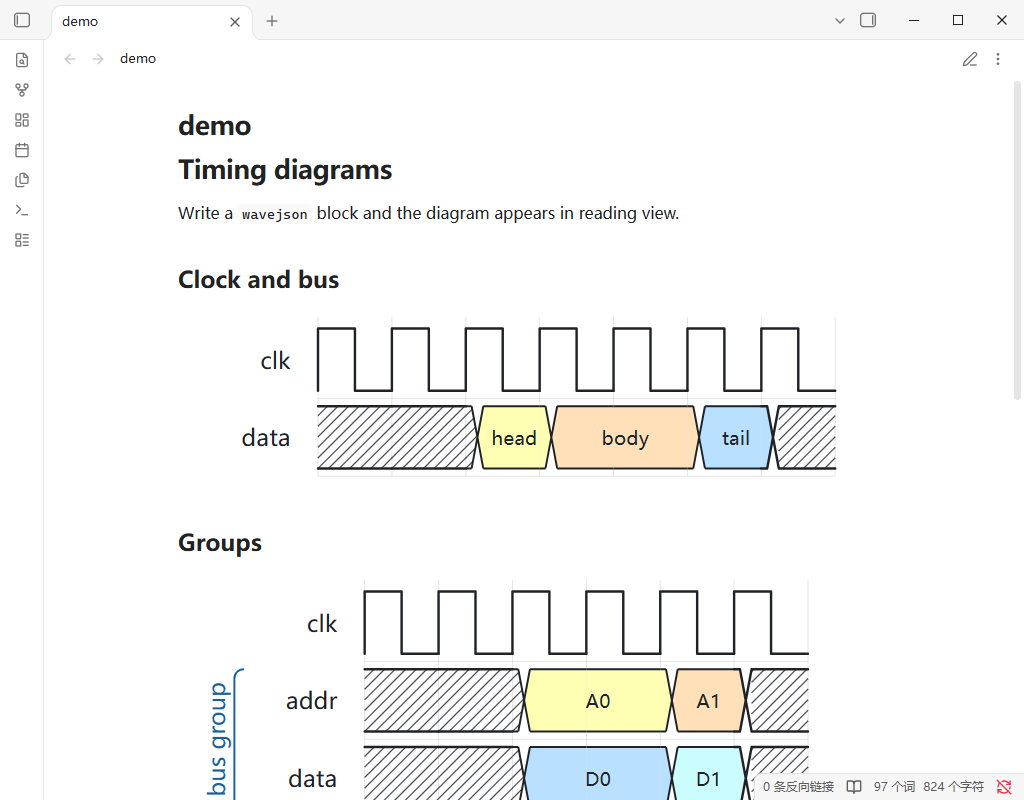 demo
demo
demo
Timing diagrams
Write a wavejson block and the diagram appears in reading view.
Clock and bus
clk
data
head
body
tail
Groups
clk
bus group
addr
A0
A1
data
D0
D1
0 条反向链接
97 个词
824 个字符